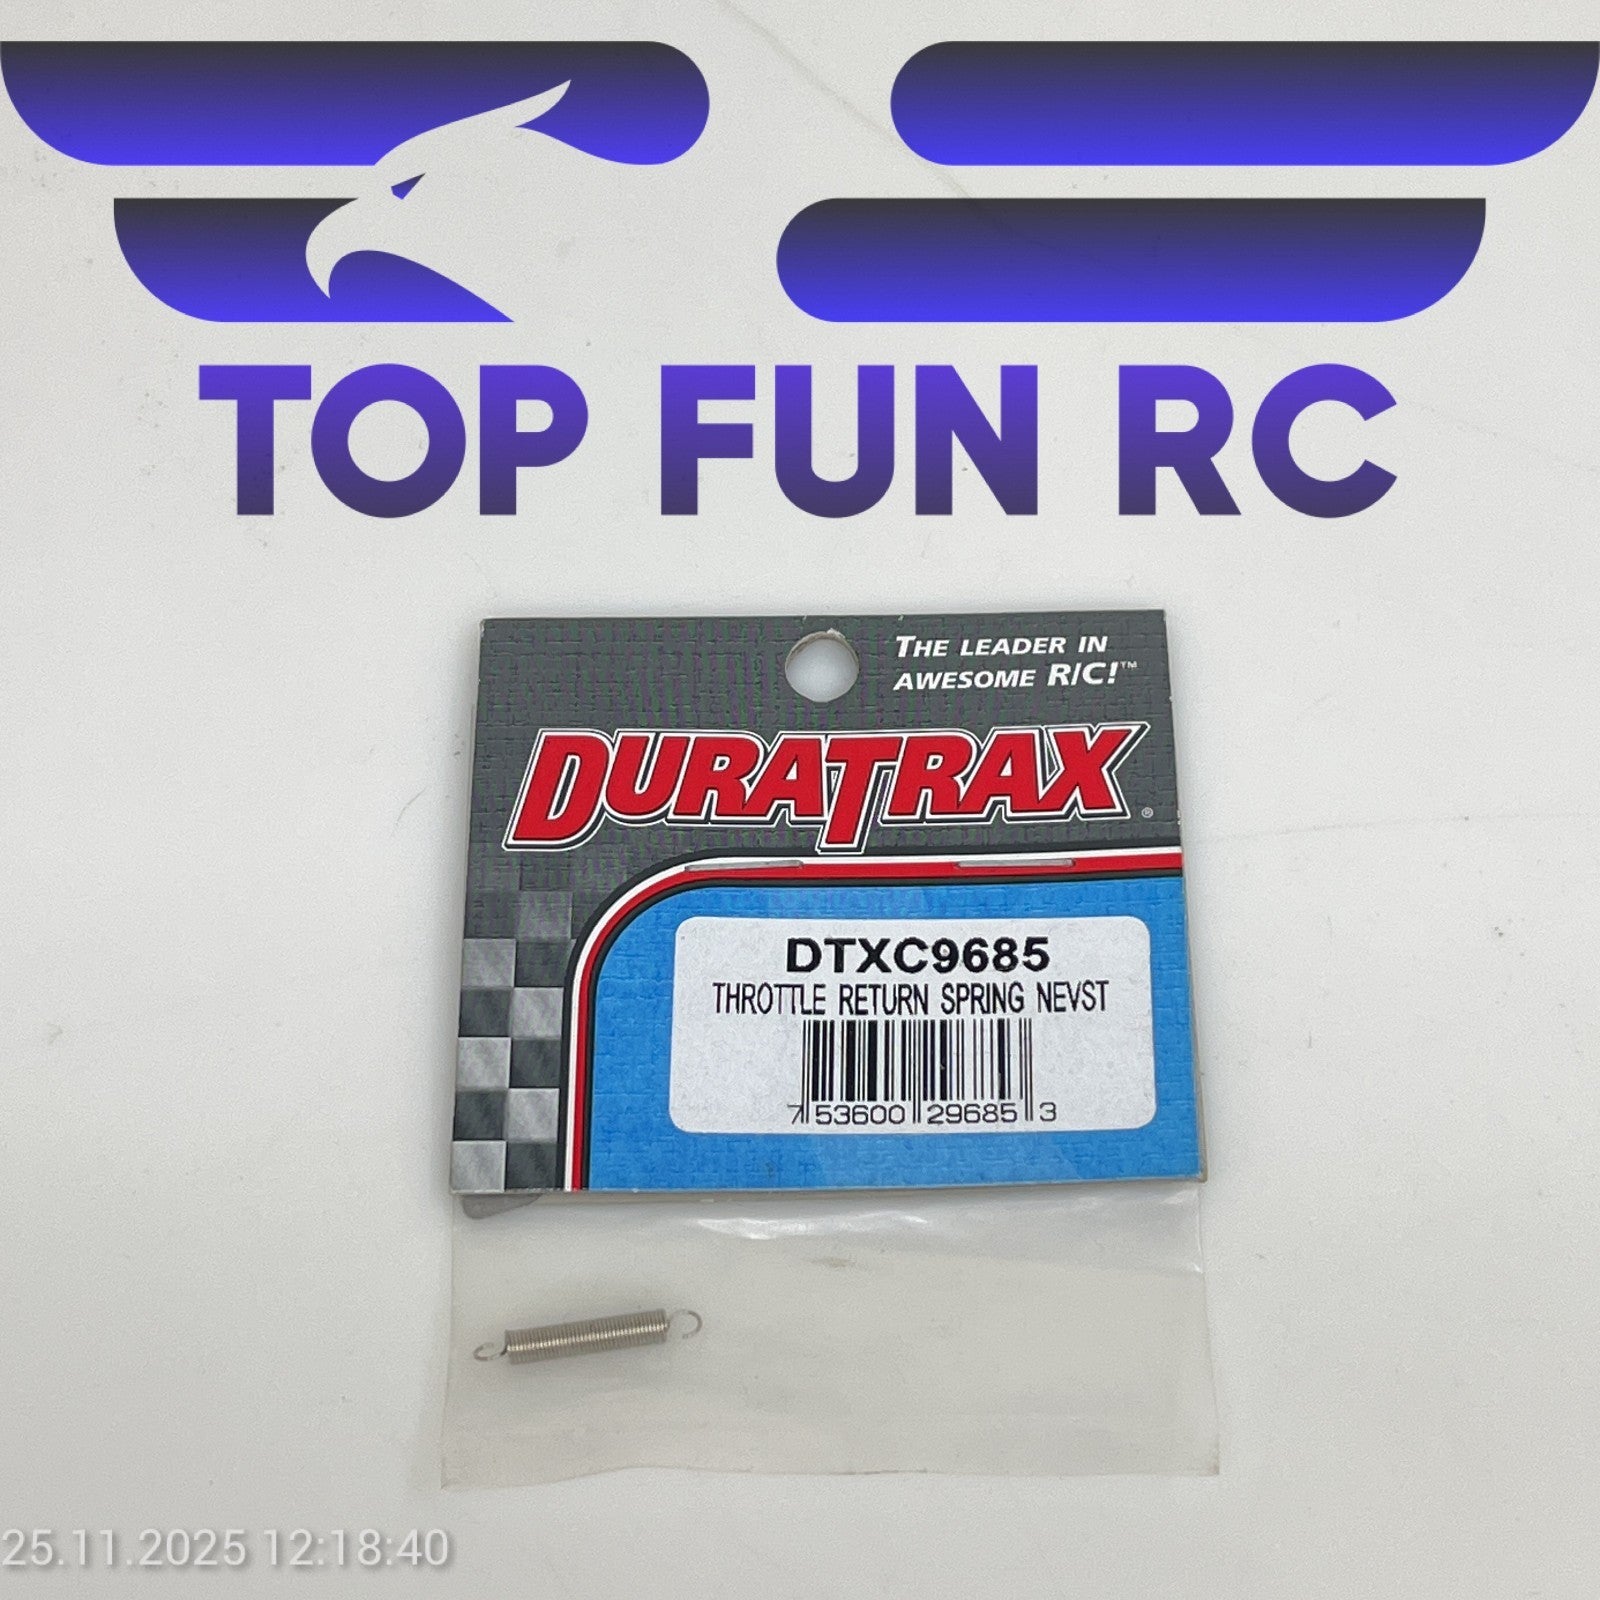 TOP FUN RC
THE LEADER IN
AWESOME R/C!™
DURATRAX®
DTXC9685
THROTTLE RETURN SPRING NEVST
7 53600 29685 3
25.11.2025 12:18:40